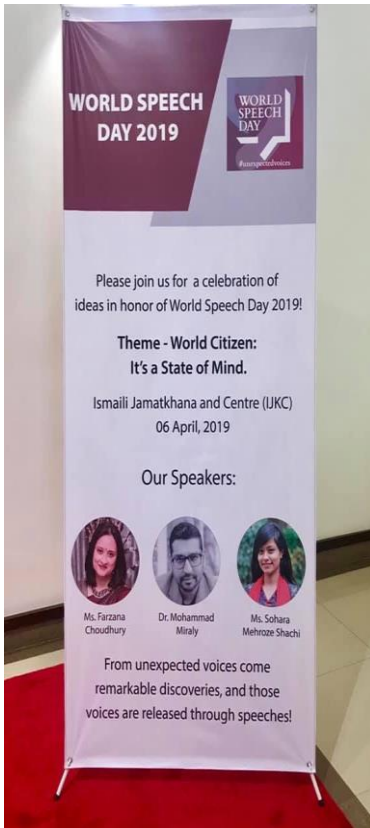 WORLD SPEECH
DAY 2019
WORLD
SPEECH
DAY
#unexpectedvoices
Please join us for a celebration of
ideas in honor of World Speech Day 2019!
Theme - World Citizen:
It's a State of Mind.
Ismaili Jamatkhana and Centre (IJKC)
06 April, 2019
Our Speakers:
Ms. Farzana
Choudhury
Dr. Mohammad
Miraly
Ms. Sohara
Mehroze Shachi
From unexpected voices come
remarkable discoveries, and those
voices are released through speeches!